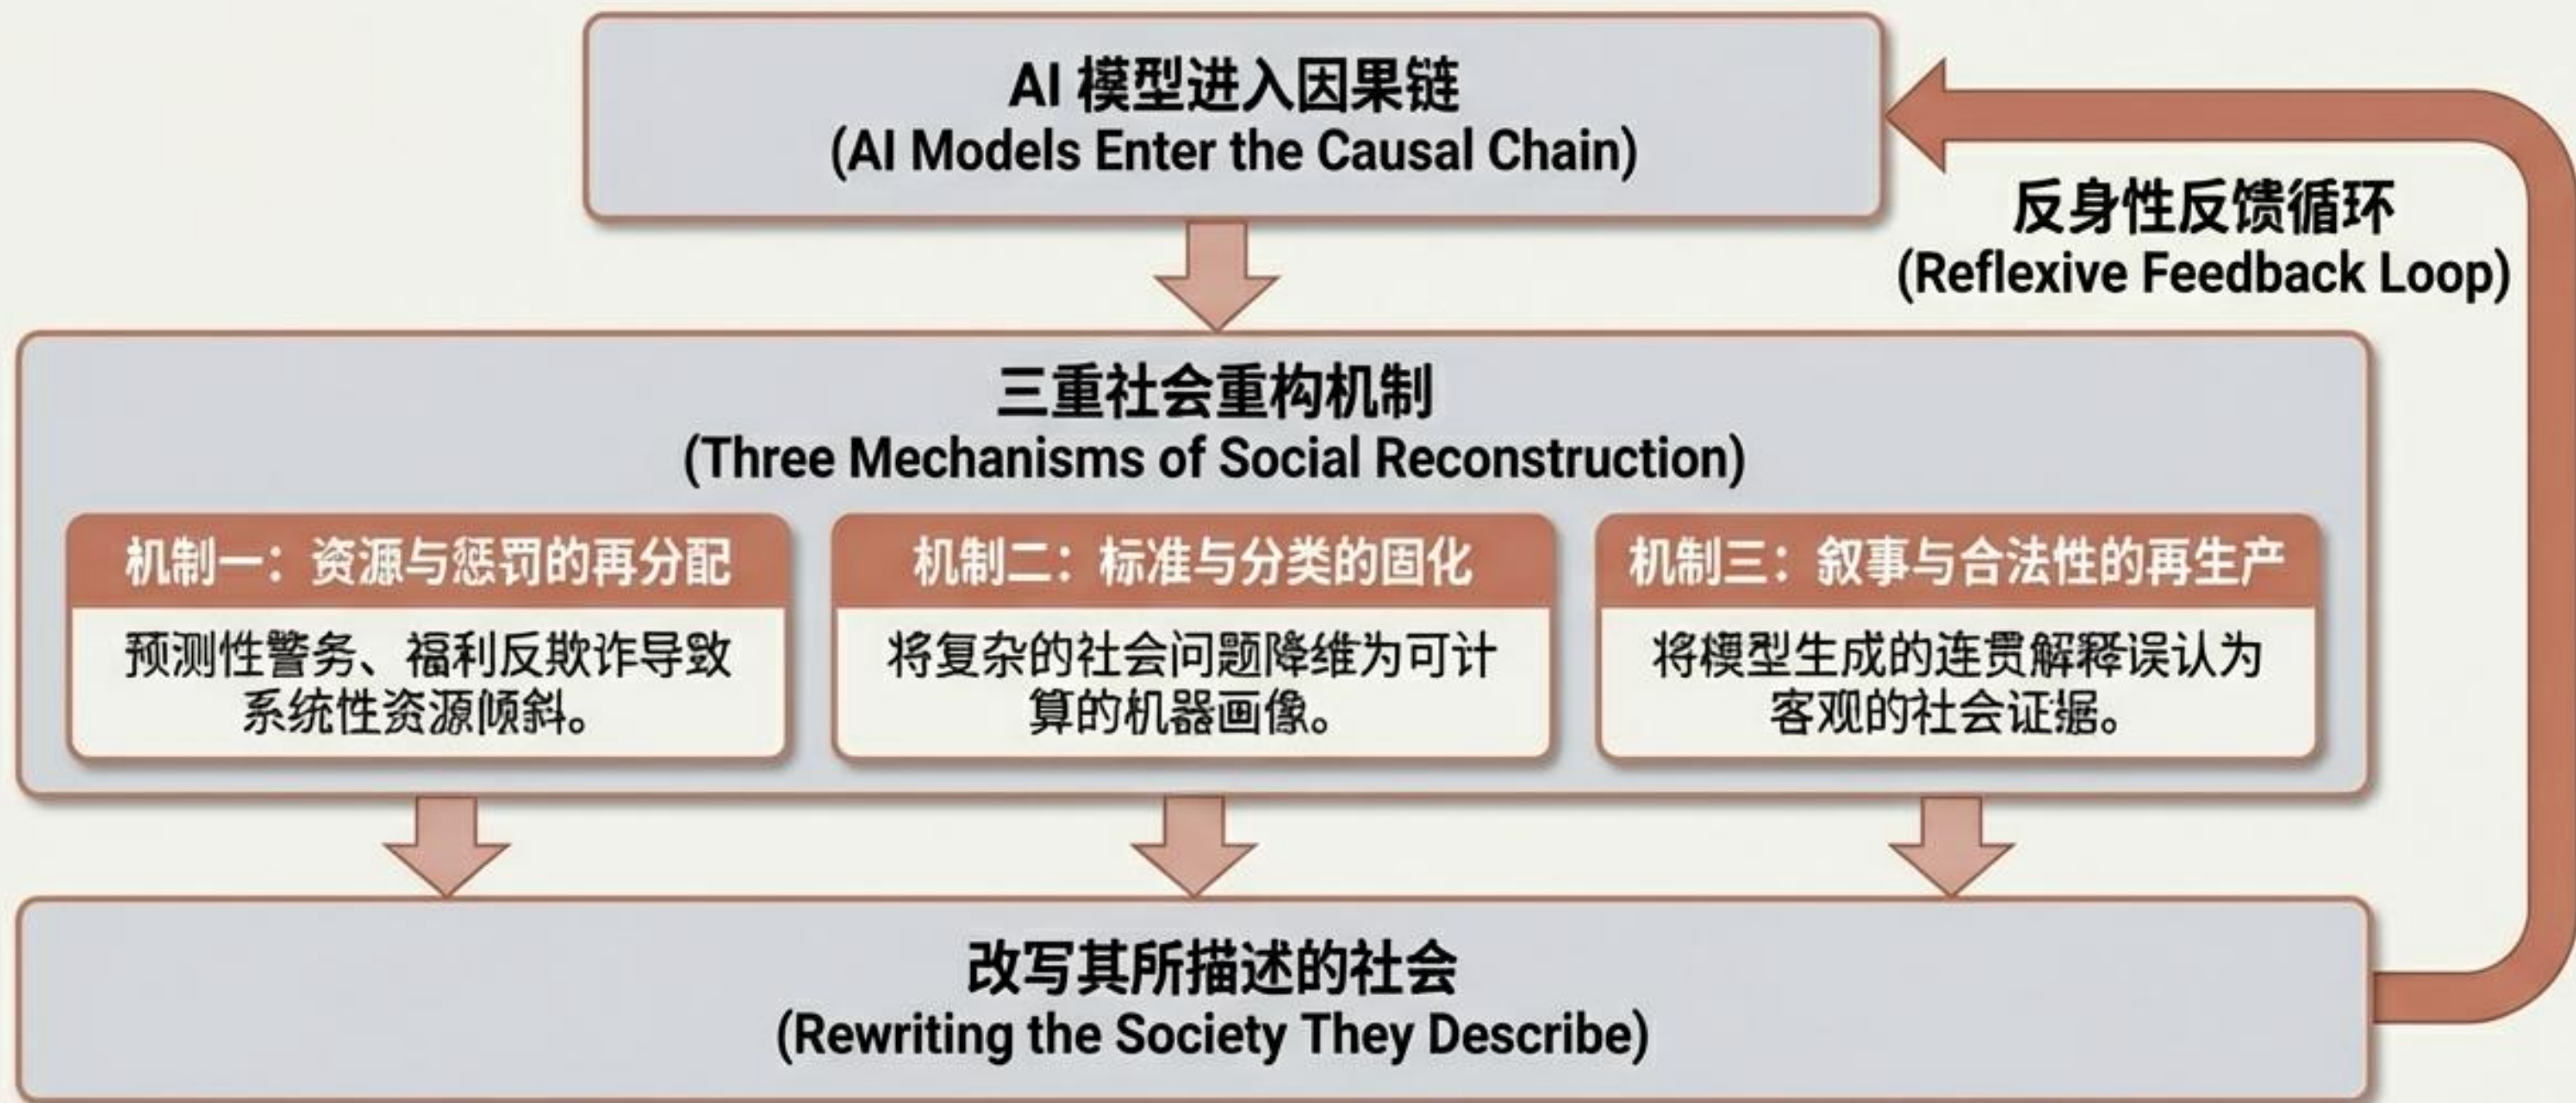 AI 模型进入因果链
(AI Models Enter the Causal Chain)
反身性反馈循环
(Reflexive Feedback Loop)
三重社会重构机制
(Three Mechanisms of Social Reconstruction)
机制一：资源与惩罚的再分配
预测性警务、福利反欺诈导致
系统性资源倾斜。
机制二：标准与分类的固化
将复杂的社会问题降维为可计
算的机器画像。
机制三：叙事与合法性的再生产
将模型生成的连贯解释误认为
客观的社会证据。
改写其所描述的社会
(Rewriting the Society They Describe)